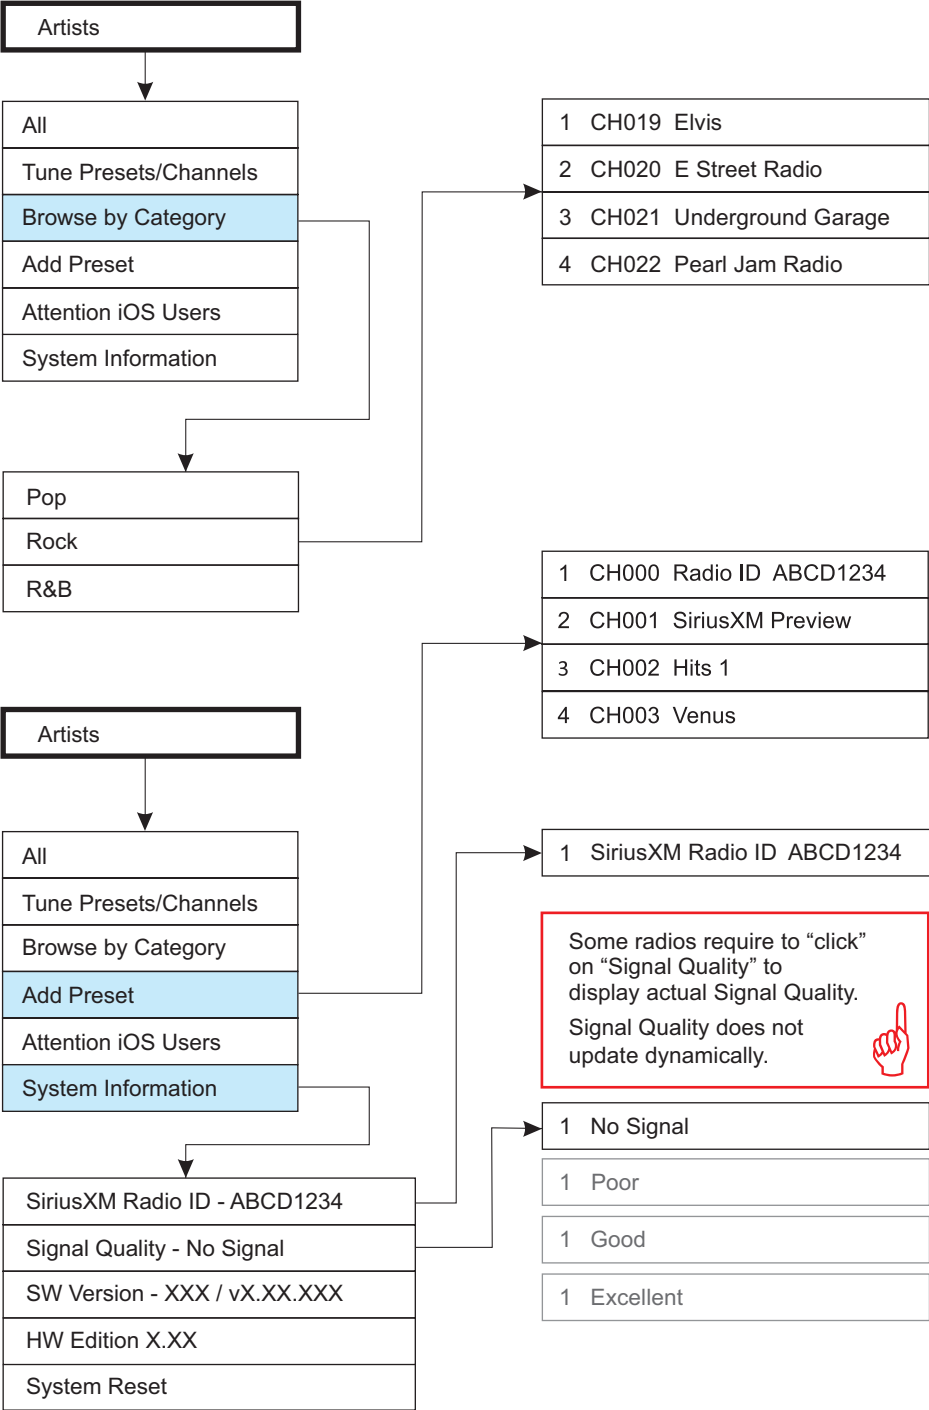 Artists
All
Tune Presets/Channels
Browse by Category
Add Preset
Attention iOS Users
System Information
1 CH019 Elvis
2 CH020 E Street Radio
3 CH021 Underground Garage
4 CH022 Pearl Jam Radio
Pop
Rock
R&B
1 CH000 Radio ID ABCD1234
2 CH001 SiriusXM Preview
3 CH002 Hits 1
4 CH003 Venus
Artists
All
Tune Presets/Channels
Browse by Category
Add Preset
Attention iOS Users
System Information
1 SiriusXM Radio ID ABCD1234
Some radios require to “click”
on “Signal Quality” to
display actual Signal Quality.
Signal Quality does not
update dynamically.
SiriusXM Radio ID - ABCD1234
Signal Quality - No Signal
SW Version - XXX / vX.XX.XXX
HW Edition X.XX
System Reset
1 No Signal
1 Poor
1 Good
1 Excellent